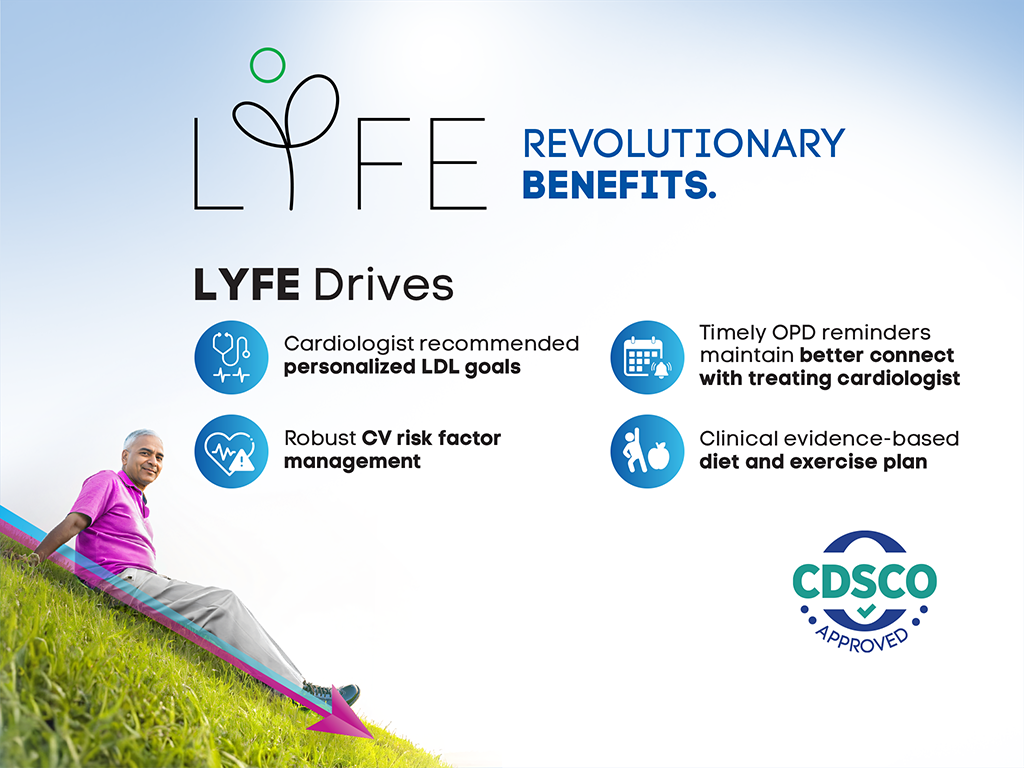 LYFE
REVOLUTIONARY
BENEFITS.
LYFE Drives
Cardiologist recommended
personalized LDL goals
Timely OPD reminders
maintain better connect
with treating cardiologist
Robust CV risk factor
management
Clinical evidence-based
diet and exercise plan
CDSCO
APPROVED